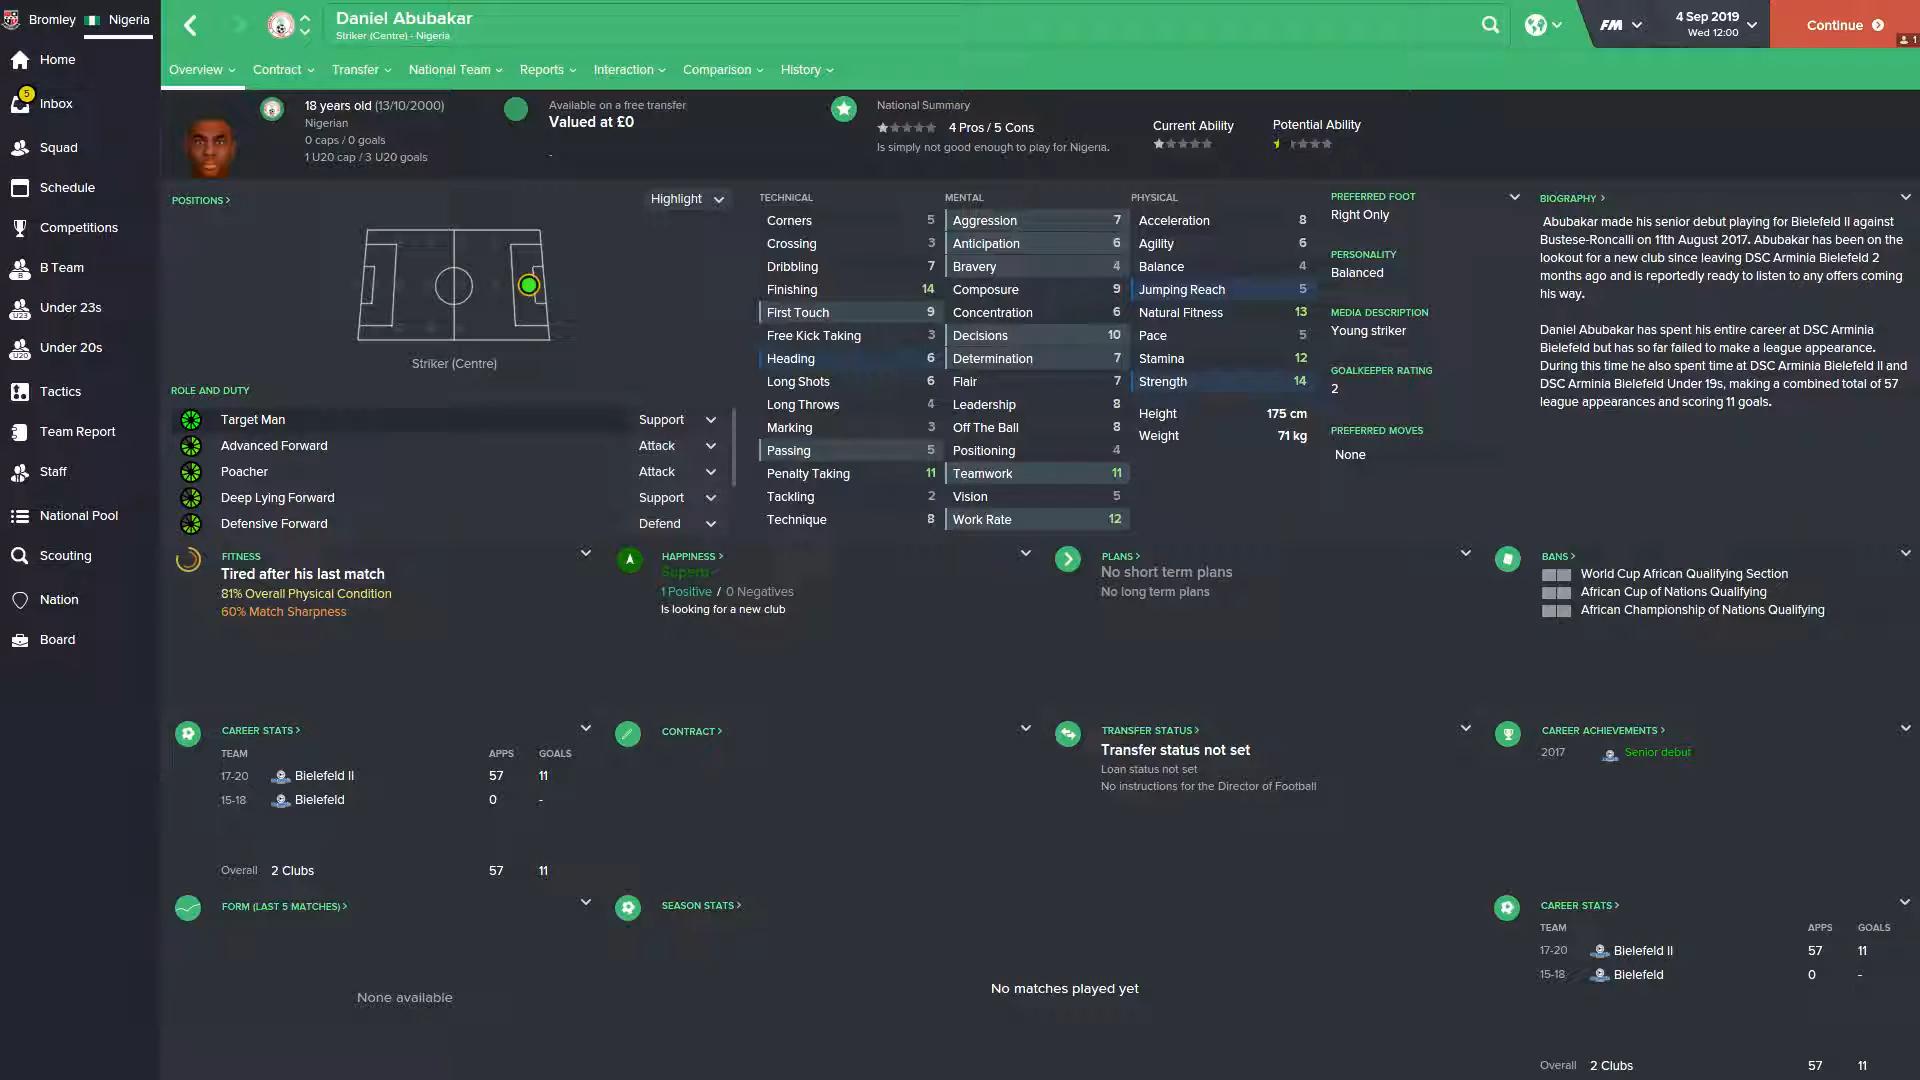 Bromley Nigeria
Daniel Abubakar
Striker (Centre) - Nigeria
FM
4 Sep 2019
Wed 12:00
Continue
1
Overview Contract Transfer National Team Reports Interaction Comparison History
Home
5
Inbox
Squad
Schedule
Competitions
B
B Team
U23
Under 23s
U20
Under 20s
Tactics
Team Report
Staff
National Pool
Scouting
Nation
Board
18 years old (13/10/2000)
Nigerian
0 caps / 0 goals
1 U20 cap / 3 U20 goals
Available on a free transfer
Valued at £0
-
National Summary
4 Pros / 5 Cons
Is simply not good enough to play for Nigeria.
Current Ability
Potential Ability
POSITIONS >
Highlight
Striker (Centre)
ROLE AND DUTY
Target Man Support
Advanced Forward Attack
Poacher Attack
Deep Lying Forward Support
Defensive Forward Defend
TECHNICAL
Corners 5
Crossing 3
Dribbling 7
Finishing 14
First Touch 9
Free Kick Taking 3
Heading 6
Long Shots 6
Long Throws 4
Marking 3
Passing 5
Penalty Taking 11
Tackling 2
Technique 8
MENTAL
Aggression 7
Anticipation 6
Bravery 4
Composure 9
Concentration 6
Decisions 10
Determination 7
Flair 7
Leadership 8
Off The Ball 8
Positioning 4
Teamwork 11
Vision 5
Work Rate 12
PHYSICAL
Acceleration 8
Agility 6
Balance 4
Jumping Reach 5
Natural Fitness 13
Pace 5
Stamina 12
Strength 14
Height 175 cm
Weight 71 kg
PREFERRED FOOT
Right Only
PERSONALITY
Balanced
MEDIA DESCRIPTION
Young striker
GOALKEEPER RATING
2
PREFERRED MOVES
None
BIOGRAPHY >
Abubakar made his senior debut playing for Bielefeld II against
Bustese-Roncalli on 11th August 2017. Abubakar has been on the
lookout for a new club since leaving DSC Arminia Bielefeld 2
months ago and is reportedly ready to listen to any offers coming
his way.
Daniel Abubakar has spent his entire career at DSC Arminia
Bielefeld but has so far failed to make a league appearance.
During this time he also spent time at DSC Arminia Bielefeld II and
DSC Arminia Bielefeld Under 19s, making a combined total of 57
league appearances and scoring 11 goals.
FITNESS
Tired after his last match
81% Overall Physical Condition
60% Match Sharpness
HAPPINESS >
Superb
1 Positive / 0 Negatives
Is looking for a new club
PLANS >
No short term plans
No long term plans
BANS >
World Cup African Qualifying Section
African Cup of Nations Qualifying
African Championship of Nations Qualifying
CAREER STATS >
TEAM APPS GOALS
17-20 Bielefeld II 57 11
15-18 Bielefeld 0 -
Overall 2 Clubs 57 11
CONTRACT >
TRANSFER STATUS >
Transfer status not set
Loan status not set
No instructions for the Director of Football
CAREER ACHIEVEMENTS >
2017 Senior debut
FORM (LAST 5 MATCHES) >
None available
SEASON STATS >
No matches played yet
CAREER STATS >
TEAM APPS GOALS
17-20 Bielefeld II 57 11
15-18 Bielefeld 0 -
Overall 2 Clubs 57 11